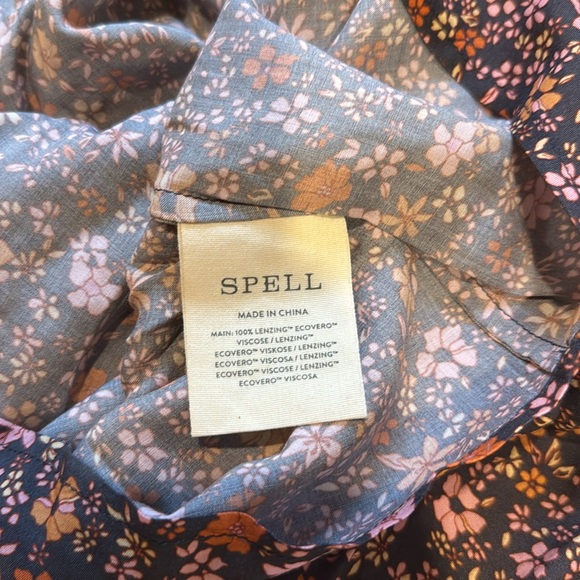 SPELL
MADE IN CHINA
MAIN: 100% LENZING™ ECOVERO™
VISCOSE / LENZING™
ECOVERO™ VISKOSE / LENZING™
ECOVERO™ VISCOSA / LENZING™
ECOVERO™ VISCOSE / LENZING™
ECOVERO™ VISCOSA